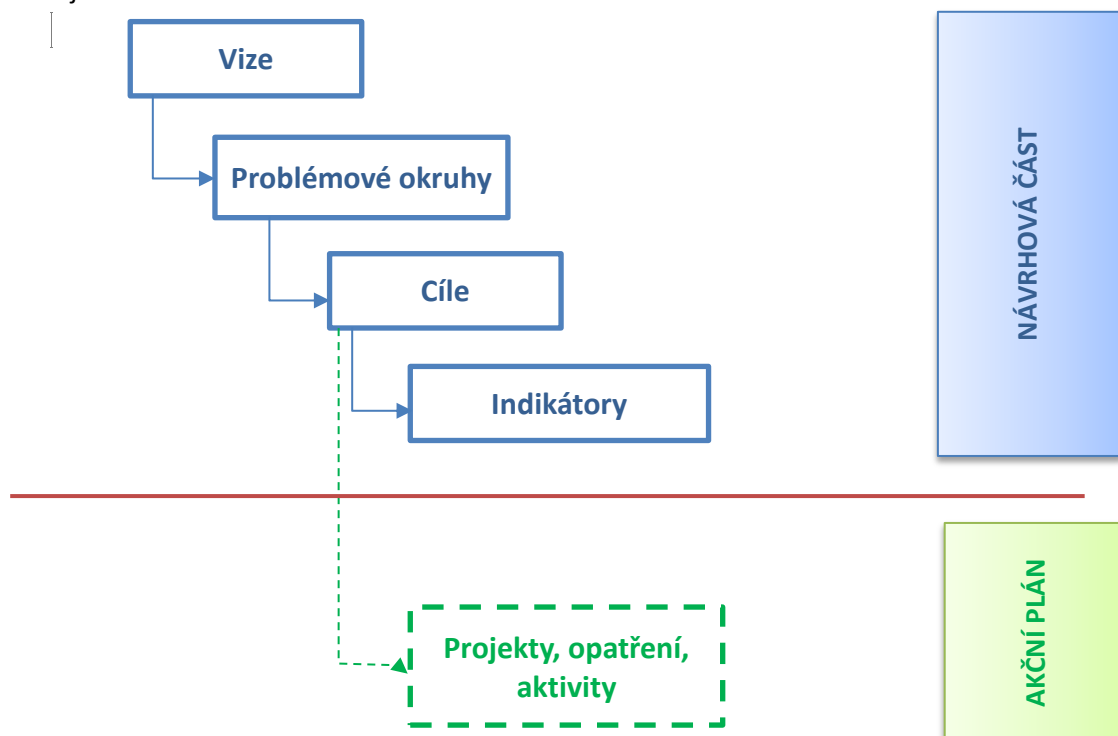 Vize
Problémové okruhy
Cíle
Indikátory
NÁVRHOVÁ ČÁST
Projekty, opatření,
aktivity
AKČNÍ PLÁN